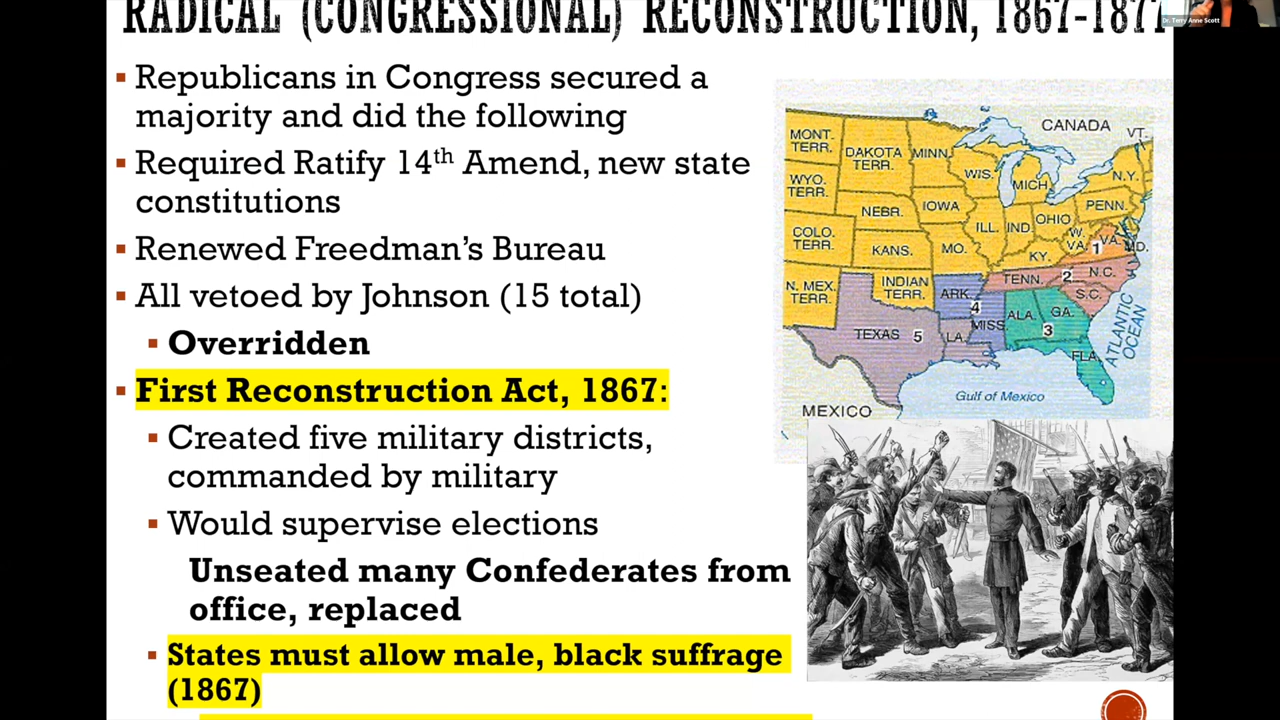 RADICAL (CONGRESSIONAL) RECONSTRUCTION, 1867-1877
Dr. Terry Anne Scott
▪ Republicans in Congress secured a
majority and did the following
▪ Required Ratify 14th Amend, new state
constitutions
▪ Renewed Freedman's Bureau
▪ All vetoed by Johnson (15 total)
▪ Overridden
▪ First Reconstruction Act, 1867:
▪ Created five military districts,
commanded by military
▪ Would supervise elections
Unseated many Confederates from
office, replaced
▪ States must allow male, black suffrage
(1867)
CANADA
MONT.
TERR.
DAKOTA
TERR.
MINN.
VT.
WIS.
MICH.
N.Y.
WYO.
TERR.
IOWA
PENN.
NEBR.
ILL.
IND.
OHIO
COLO.
TERR.
KANS.
MO.
KY.
W.
VA.
VA.
1
MD.
N. MEX.
TERR.
INDIAN
TERR.
ARK.
TENN.
2
N.C.
S.C.
4
MISS.
ALA.
GA.
3
TEXAS
5
LA.
FLA.
ATLANTIC
OCEAN
Gulf of Mexico
MEXICO